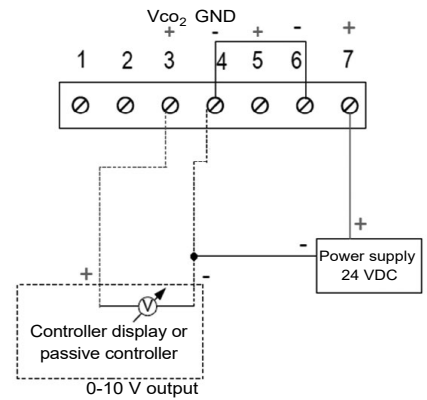 Vco2 GND
+ - + - +
1 2 3 4 5 6 7
+
-
Power supply
24 VDC
+
-
V
Controller display or
passive controller
0-10 V output